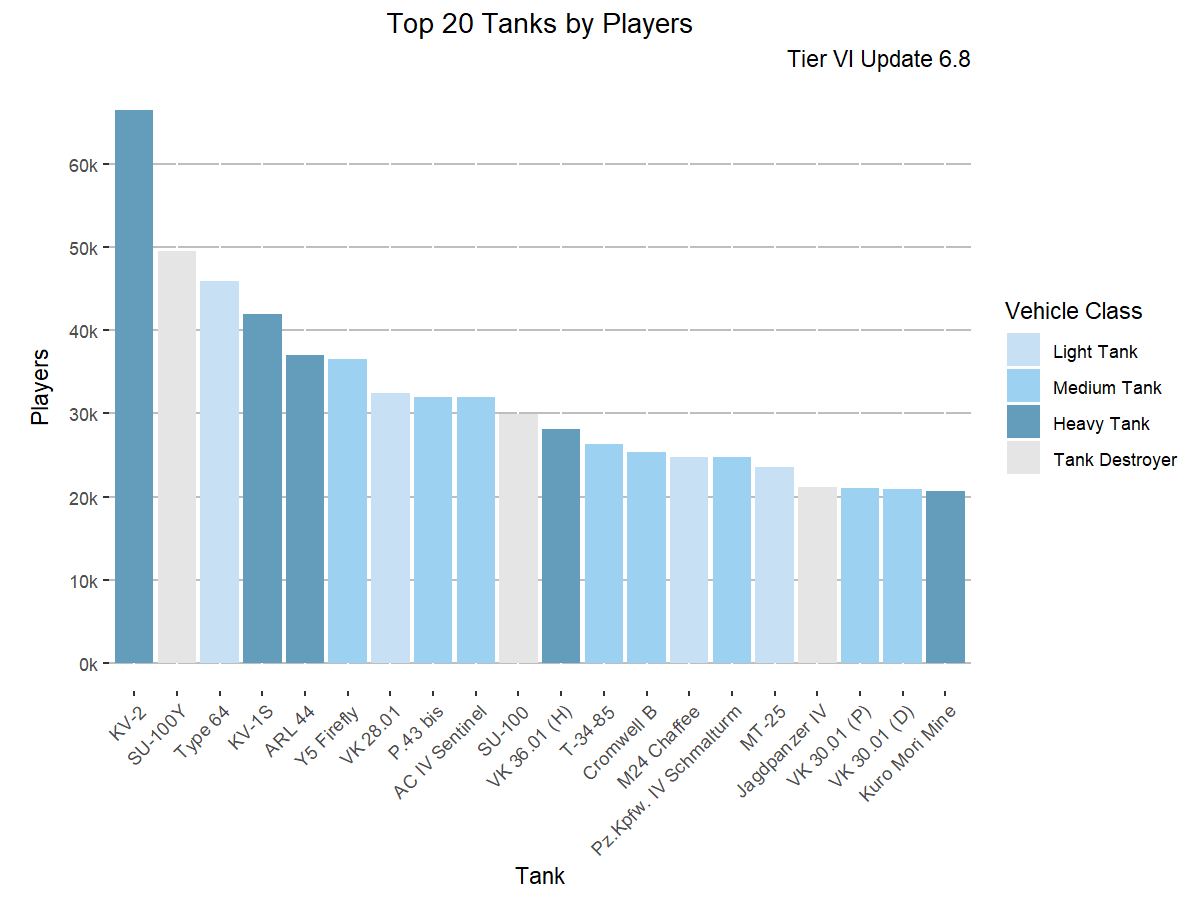 Top 20 Tanks by Players
Tier VI Update 6.8
60k
50k
40k
30k
20k
10k
0k
Players
KV-2
SU-100Y
Type 64
KV-1S
ARL 44
Y5 Firefly
VK 28.01
P.43 bis
AC IV Sentinel
SU-100
VK 36.01 (H)
T-34-85
Cromwell B
M24 Chaffee
Pz.Kpfw. IV Schmalturm
MT-25
Jagdpanzer IV
VK 30.01 (P)
VK 30.01 (D)
Kuro Mori Mine
Tank
Vehicle Class
Light Tank
Medium Tank
Heavy Tank
Tank Destroyer